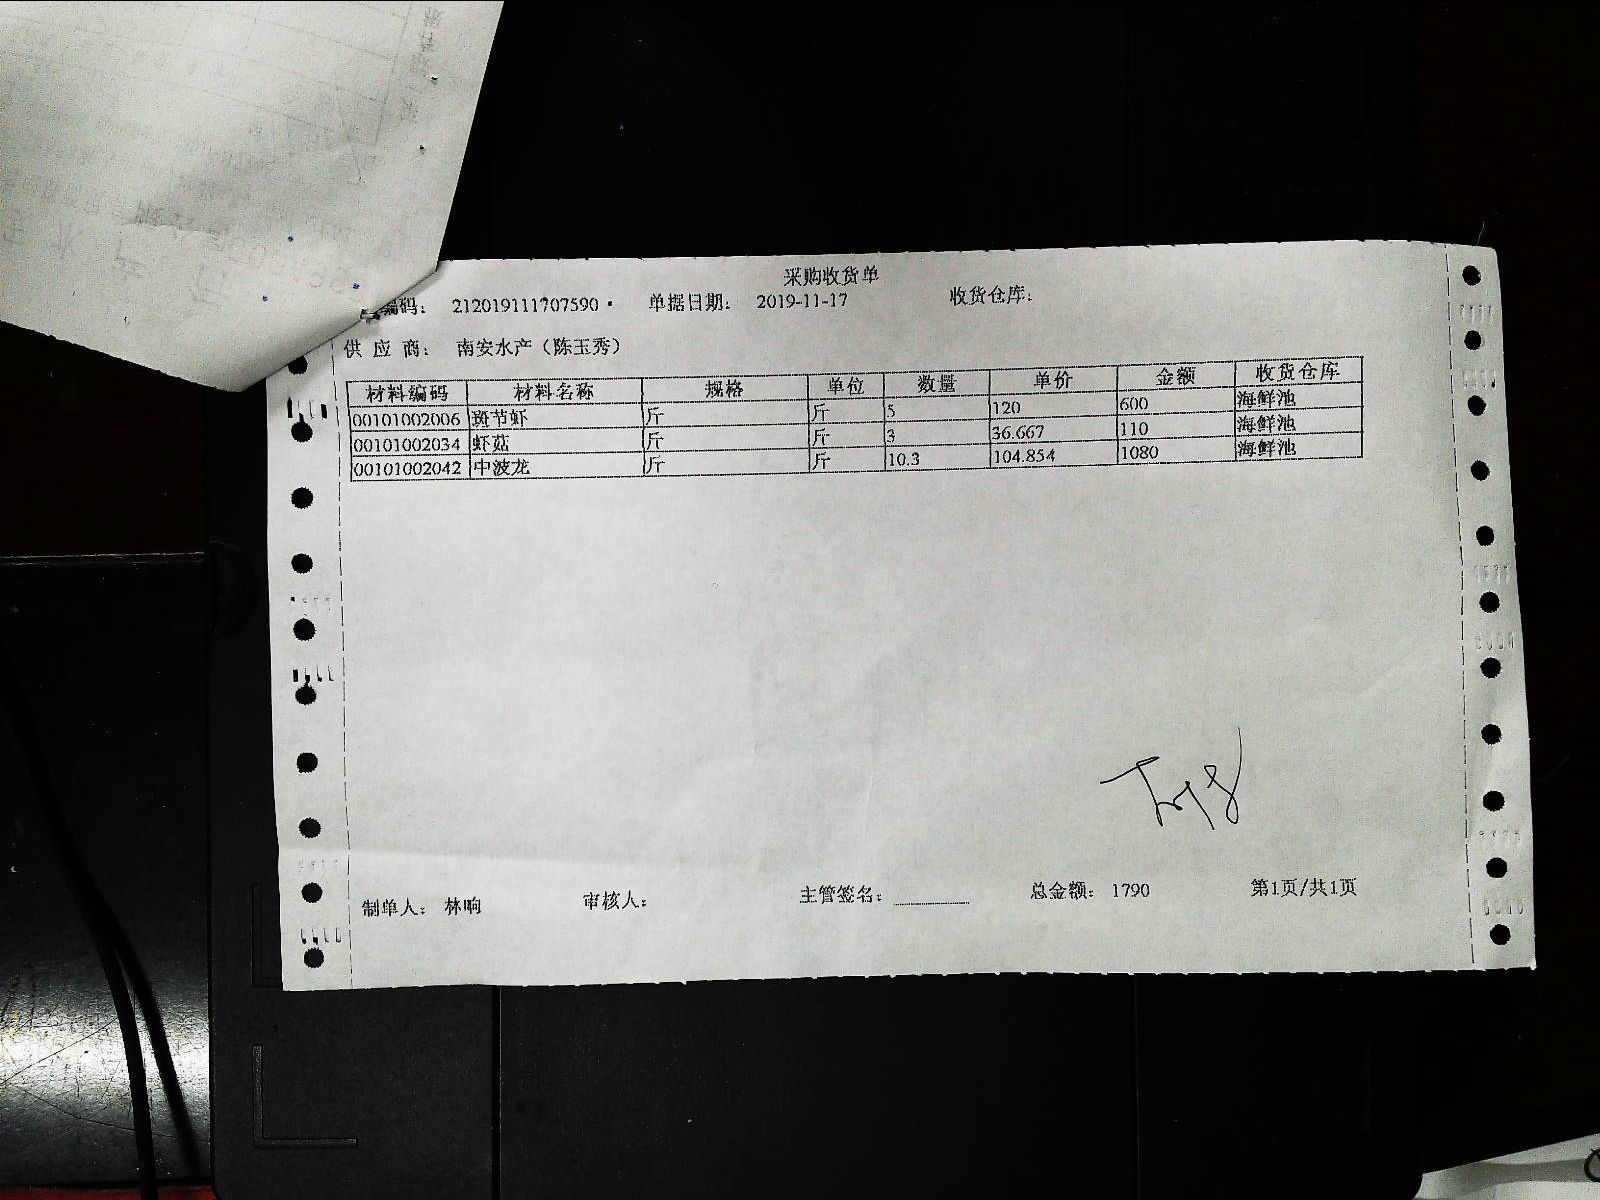 采购收货单
编码： 212019111707590 单据日期： 2019-11-17 收货仓库：
供 应 商： 南安水产（陈玉秀）
材料编码 材料名称 规格 单位 数量 单价 金额 收货仓库
00101002006 斑节虾 斤 斤 5 120 600 海鲜池
00101002034 虾菇 斤 斤 3 36.667 110 海鲜池
00101002042 中波龙 斤 斤 10.3 104.854 1080 海鲜池
制单人： 林响 审核人： 主管签名： 总金额： 1790 第1页/共1页